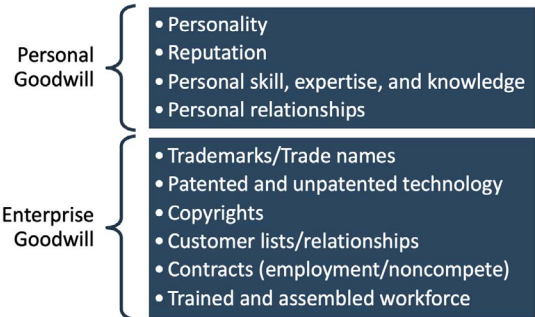 Personal
Goodwill
• Personality
• Reputation
• Personal skill, expertise, and knowledge
• Personal relationships
Enterprise
Goodwill
• Trademarks/Trade names
• Patented and unpatented technology
• Copyrights
• Customer lists/relationships
• Contracts (employment/noncompete)
• Trained and assembled workforce